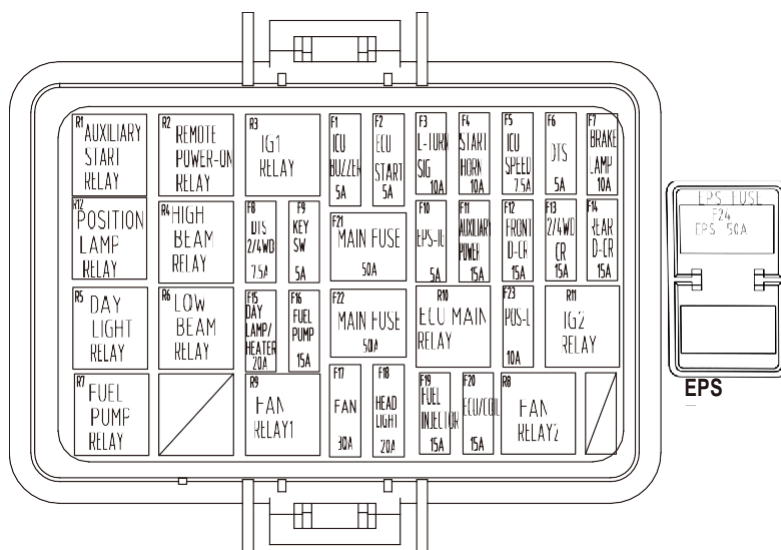 R1
AUXILIARY
START
RELAY
R2
REMOTE
POWER-ON
RELAY
R3
IG1
RELAY
F1
ICU
BUZZER
5A
F2
ECU
START
5A
F3
L-TURN
SIG
10A
F4
START
HORN
10A
F5
ICU
SPEED
7.5A
F6
DTS
5A
F7
BRAKE
LAMP
10A
R12
POSITION
LAMP
RELAY
R4
HIGH
BEAM
RELAY
F8
DTS
2/4WD
7.5A
F9
KEY
SW
5A
F21
MAIN FUSE
50A
F10
5A
F11
AUXILIARY
POWER
15A
F12
FRONT
D-CR
15A
F13
2/4WD
CR
15A
F14
REAR
D-CR
15A
R5
DAY
LIGHT
RELAY
R6
LOW
BEAM
RELAY
F15
DAY
LAMP/
HEATER
20A
F16
FUEL
PUMP
15A
F22
MAIN FUSE
50A
R10
ECU MAIN
RELAY
F23
POS-L
10A
R11
IG2
RELAY
R7
FUEL
PUMP
RELAY
R9
FAN
RELAY1
F17
FAN
30A
F18
HEAD
LIGHT
20A
F19
FUEL
INJECTOR
15A
F20
ECU/COIL
15A
R8
FAN
RELAY2
EPS FUSE
F24
EPS 50A
EPS